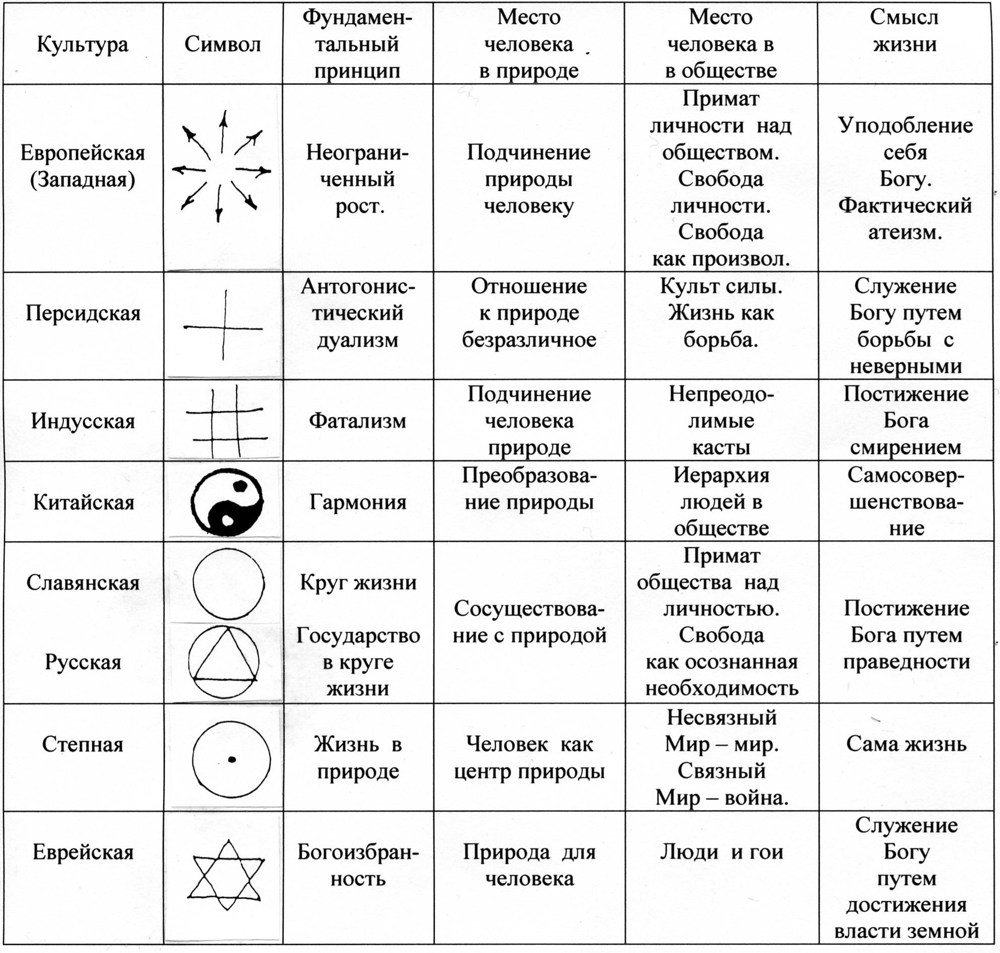 Культура
Символ
Фундамен-
тальный
принцип
Место
человека
в природе
Место
человека в
в обществе
Смысл
жизни
Европейская
(Западная)
Неограни-
ченный
рост.
Подчинение
природы
человеку
Примат
личности над
обществом.
Свобода
личности.
Свобода
как произвол.
Уподобление
себя
Богу.
Фактический
атеизм.
Персидская
Антогонис-
тический
дуализм
Отношение
к природе
безразличное
Культ силы.
Жизнь как
борьба.
Служение
Богу путем
борьбы с
неверными
Индусская
Фатализм
Подчинение
человека
природе
Непреодо-
лимые
касты
Постижение
Бога
смирением
Китайская
Гармония
Преобразова-
ние природы
Иерархия
людей в
обществе
Самосовер-
шенствова-
ние
Славянская
Русская
Круг жизни
Государство
в круге
жизни
Сосуществова-
ние с природой
Примат
общества над
личностью.
Свобода
как осознанная
необходимость
Постижение
Бога путем
праведности
Степная
Жизнь в
природе
Человек как
центр природы
Несвязный
Мир – мир.
Связный
Мир – война.
Сама жизнь
Еврейская
Богоизбран-
ность
Природа для
человека
Люди и гои
Служение
Богу
путем
достижения
власти земной